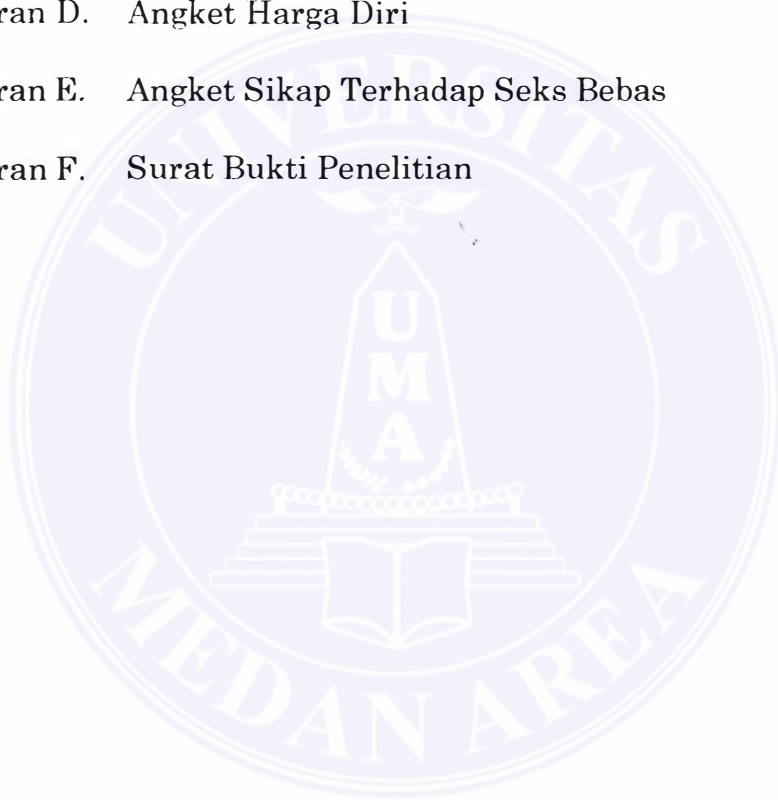 ran D. Angket Harga Diri
ran E. Angket Sikap Terhadap Seks Bebas
ran F. Surat Bukti Penelitian
UNIVERSITAS
UMA
MEDAN AREA